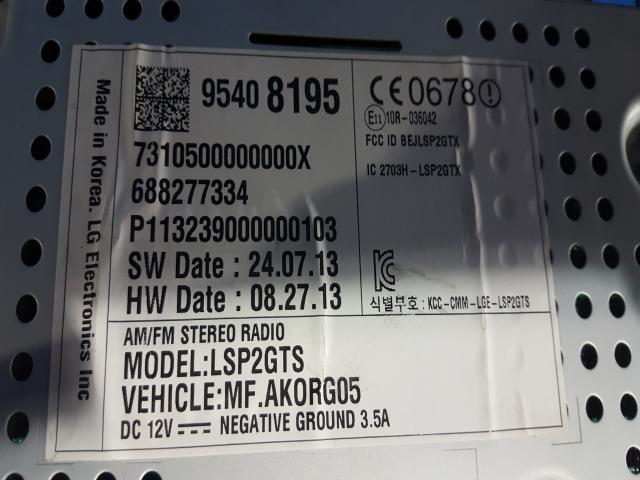 Made in Korea. LG Electronics Inc
9540 8195
7310500000000X
688277334
P113239000000103
SW Date : 24.07.13
HW Date : 08.27.13
CE0678
E11 10R-036042
FCC ID BEJLSP2GTX
IC 2703H-LSP2GTX
식별부호 : KCC-CMM-LGE-LSP2GTS
AM/FM STEREO RADIO
MODEL:LSP2GTS
VEHICLE:MF.AKORG05
DC 12V NEGATIVE GROUND 3.5A